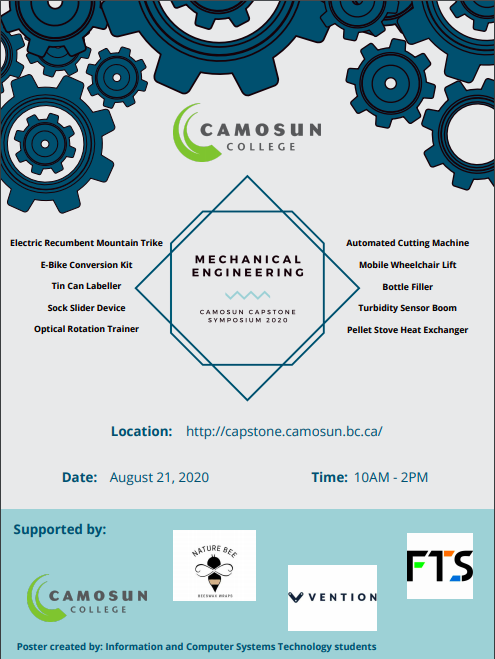 CAMOSUN
COLLEGE
Electric Recumbent Mountain Trike
E-Bike Conversion Kit
Tin Can Labeller
Sock Slider Device
Optical Rotation Trainer
MECHANICAL
ENGINEERING
CAMOSUN CAPSTONE
SYMPOSIUM 2020
Automated Cutting Machine
Mobile Wheelchair Lift
Bottle Filler
Turbidity Sensor Boom
Pellet Stove Heat Exchanger
Location: http://capstone.camosun.bc.ca/
Date: August 21, 2020
Time: 10AM - 2PM
Supported by:
CAMOSUN
COLLEGE
NATURE BEE
BEESWAX WRAPS
VENTION
FTS
Poster created by: Information and Computer Systems Technology students